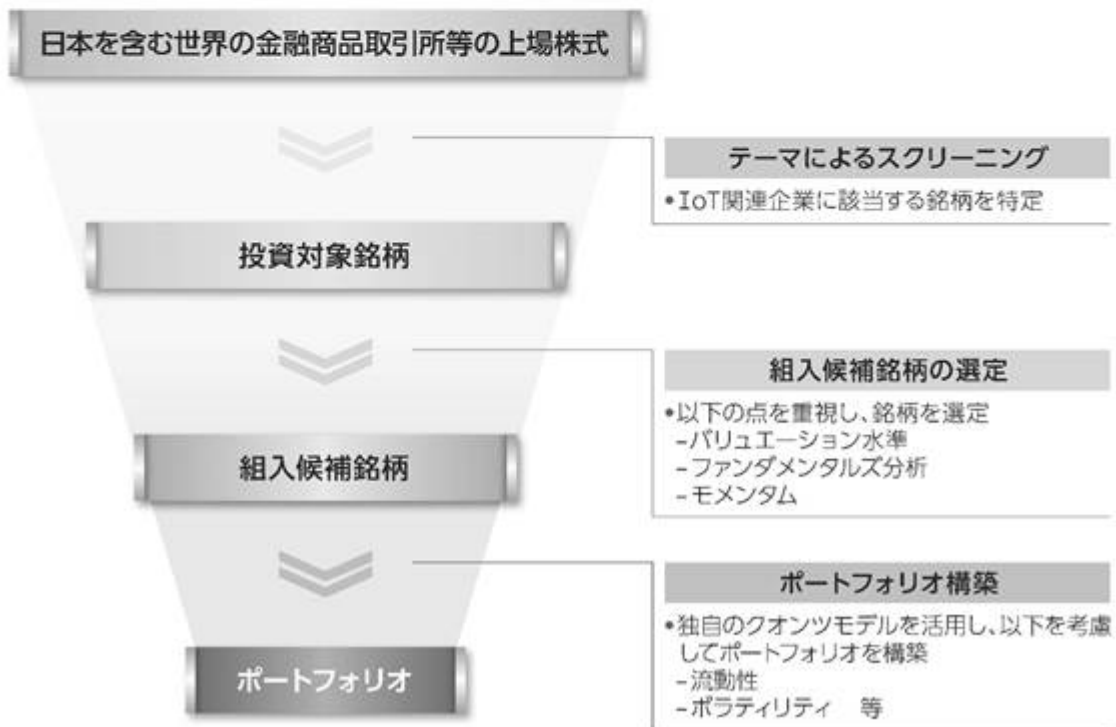 日本を含む世界の金融商品取引所等の上場株式
テーマによるスクリーニング
•IoT関連企業に該当する銘柄を特定
投資対象銘柄
組入候補銘柄の選定
•以下の点を重視し、銘柄を選定
-バリュエーション水準
-ファンダメンタルズ分析
-モメンタム
組入候補銘柄
ポートフォリオ構築
•独自のクオンツモデルを活用し、以下を考慮
してポートフォリオを構築
-流動性
-ボラティリティ　等
ポートフォリオ